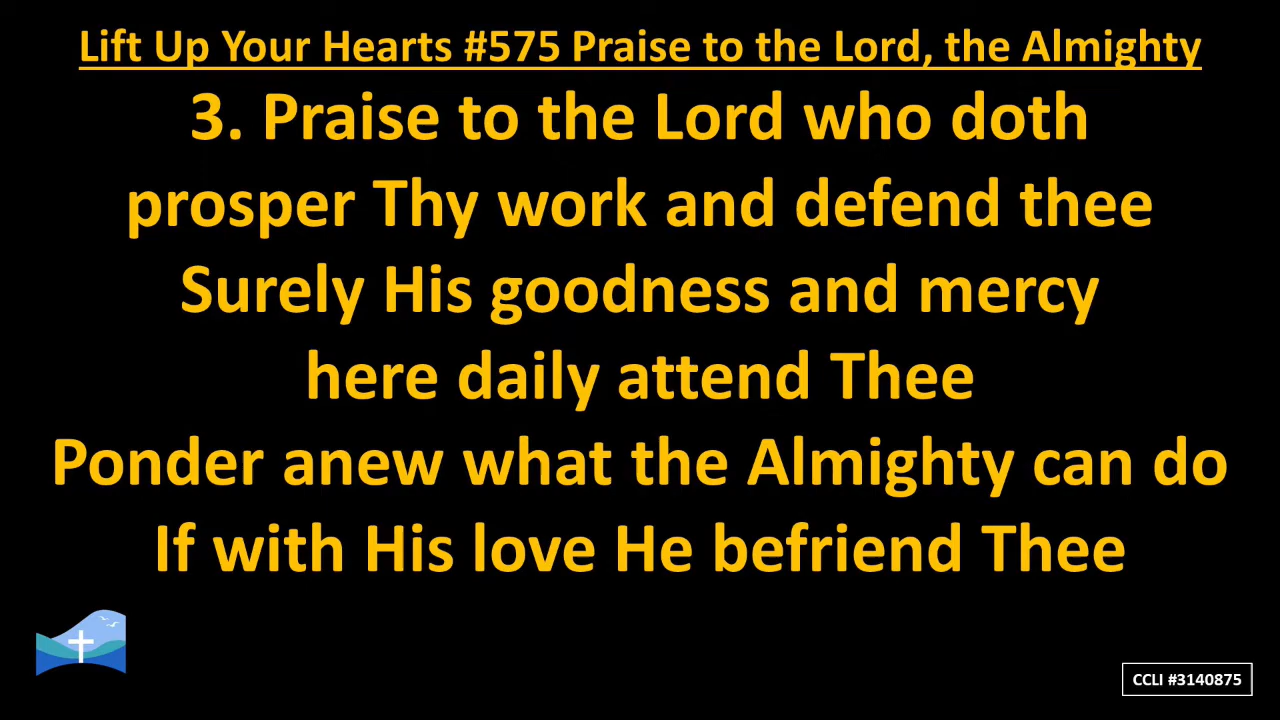 Lift Up Your Hearts #575 Praise to the Lord, the Almighty
3. Praise to the Lord who doth
prosper Thy work and defend thee
Surely His goodness and mercy
here daily attend Thee
Ponder anew what the Almighty can do
If with His love He befriend Thee
CCLI #3140875